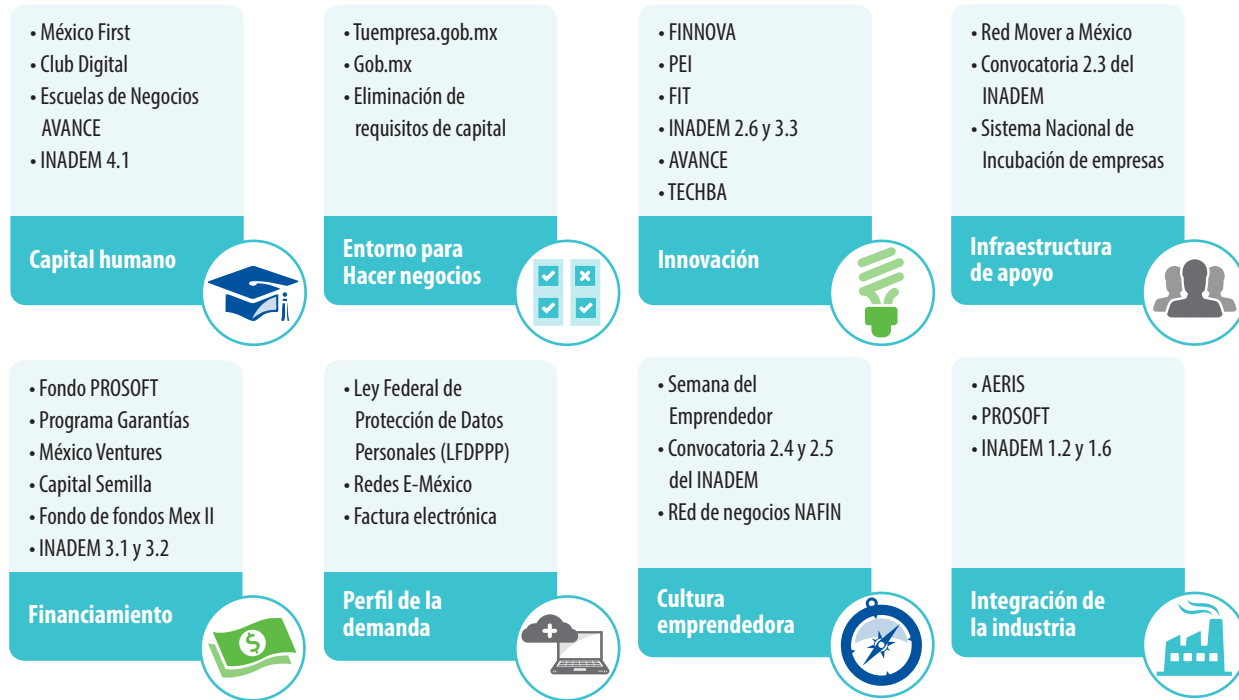 • México First
• Club Digital
• Escuelas de Negocios
AVANCE
• INADEM 4.1
Capital humano
• Tuempresa.gob.mx
• Gob.mx
• Eliminación de
requisitos de capital
Entorno para
Hacer negocios
• FINNOVA
• PEI
• FIT
• INADEM 2.6 y 3.3
• AVANCE
• TECHBA
Innovación
• Red Mover a México
• Convocatoria 2.3 del
INADEM
• Sistema Nacional de
Incubación de empresas
Infraestructura
de apoyo
• Fondo PROSOFT
• Programa Garantías
• México Ventures
• Capital Semilla
• Fondo de fondos Mex II
• INADEM 3.1 y 3.2
Financiamiento
$
• Ley Federal de
Protección de Datos
Personales (LFDPPP)
• Redes E-México
• Factura electrónica
Perfil de la
demanda
• Semana del
Emprendedor
• Convocatoria 2.4 y 2.5
del INADEM
• REd de negocios NAFIN
Cultura
emprendedora
• AERIS
• PROSOFT
• INADEM 1.2 y 1.6
Integración de
la industria